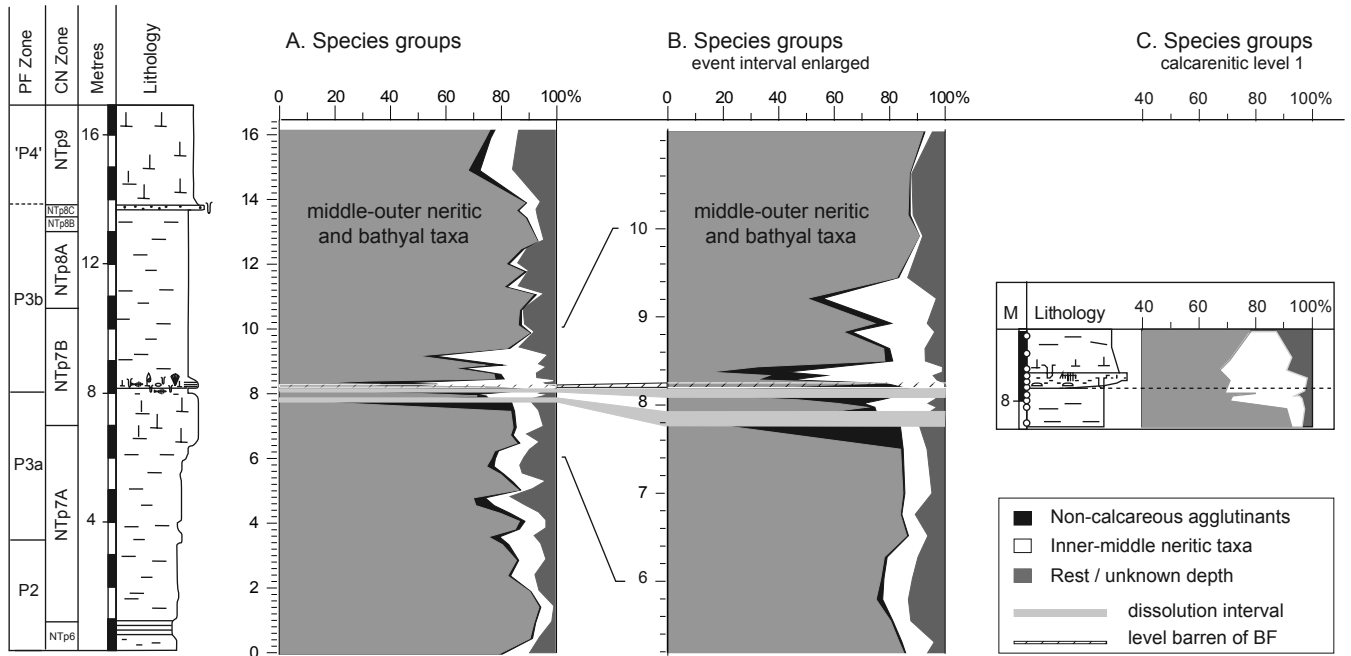 PF Zone
CN Zone
Metres
Lithology
'P4'
P3b
P3a
P2
NTp9
NTp8C
NTp8B
NTp8A
NTp7B
NTp7A
NTp6
16
12
8
4
A. Species groups
0 20 40 60 80 100%
16
14
12
10
8
6
4
2
0
middle-outer neritic
and bathyal taxa
B. Species groups
event interval enlarged
0 20 40 60 80 100%
10
9
8
7
6
middle-outer neritic
and bathyal taxa
C. Species groups
calcarenitic level 1
40 60 80 100%
M Lithology 40 60 80 100%
8
Non-calcareous agglutinants
Inner-middle neritic taxa
Rest / unknown depth
dissolution interval
level barren of BF